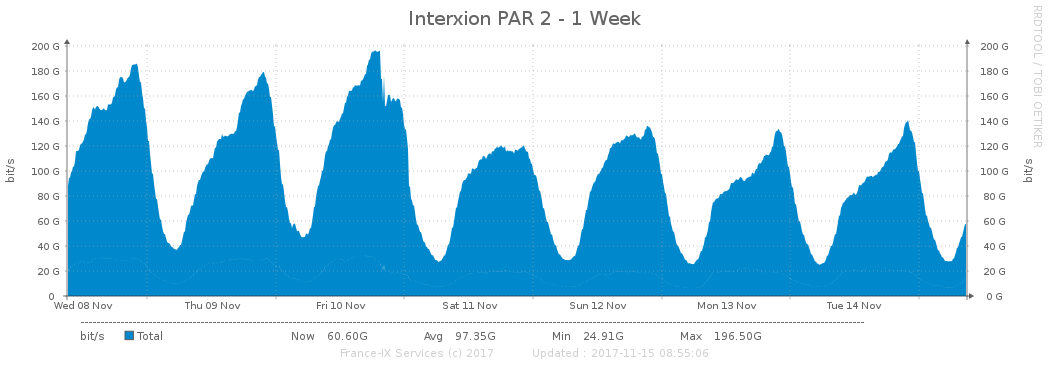 Interxion PAR 2 - 1 Week
RRDTOOL / TOBI OETIKER
200 G 200 G
180 G 180 G
160 G 160 G
140 G 140 G
120 G 120 G
100 G 100 G
80 G 80 G
60 G 60 G
40 G 40 G
20 G 20 G
0 0 G
bit/s
bit/s
Wed 08 Nov Thu 09 Nov Fri 10 Nov Sat 11 Nov Sun 12 Nov Mon 13 Nov Tue 14 Nov
bit/s Total Now 60.60G Avg 97.35G Min 24.91G Max 196.50G
France-IX Services (c) 2017 Updated : 2017-11-15 08:55:06